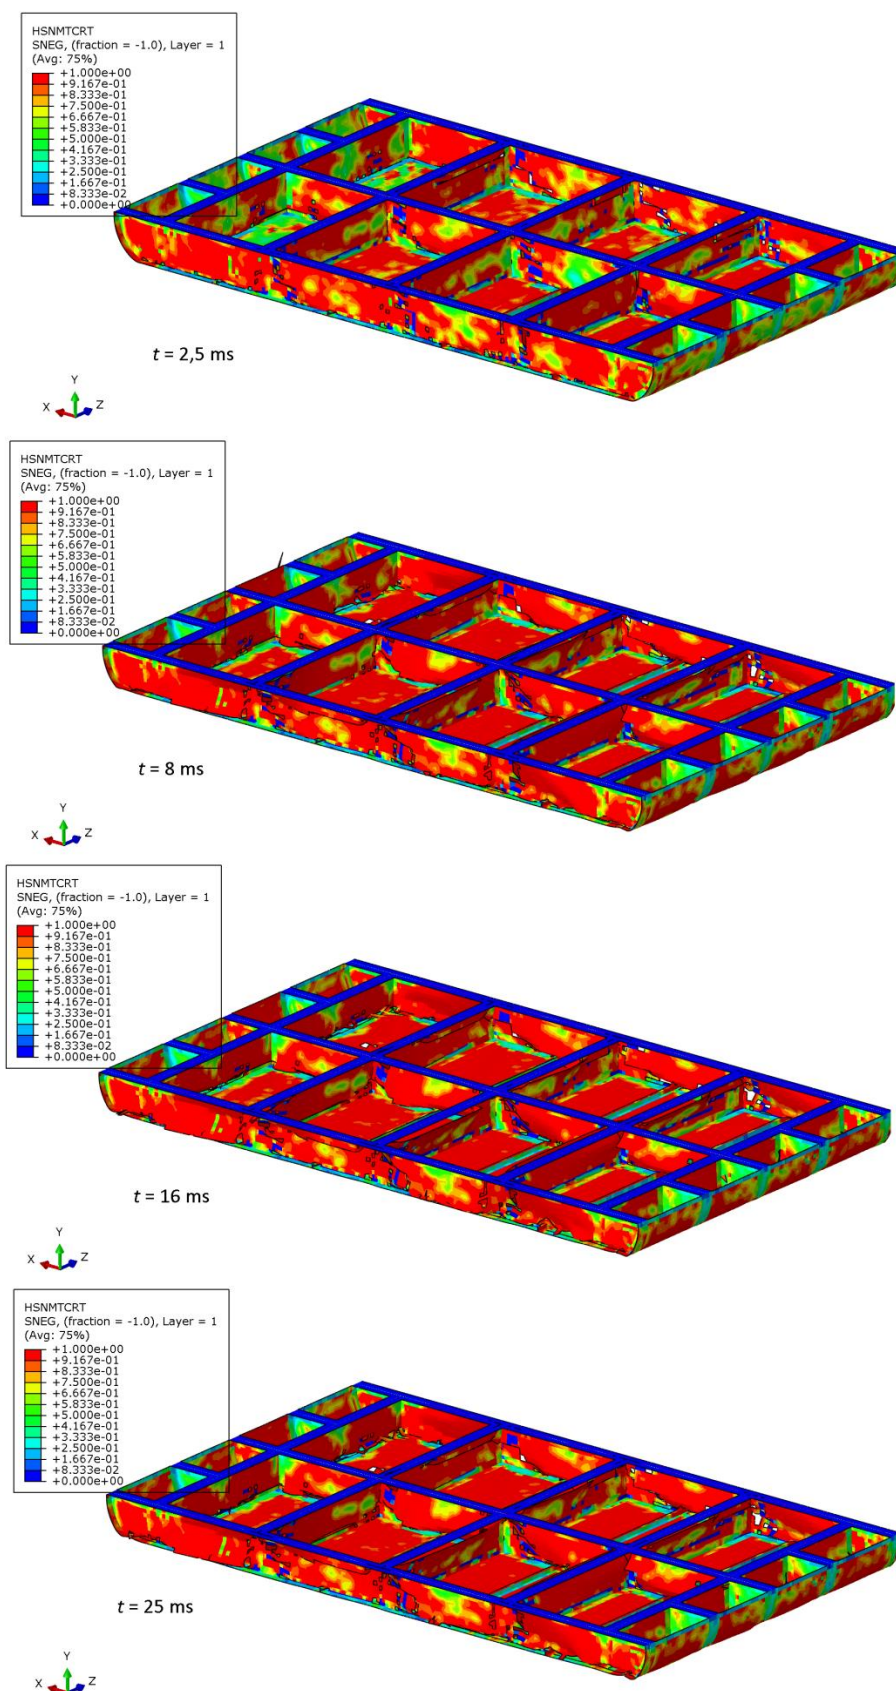 HSNMTCRT
SNEG, (fraction = -1.0), Layer = 1
(Avg: 75%)
+1.000e+00
+9.167e-01
+8.333e-01
+7.500e-01
+6.667e-01
+5.833e-01
+5.000e-01
+4.167e-01
+3.333e-01
+2.500e-01
+1.667e-01
+8.333e-02
+0.000e+00
t = 2,5 ms
Y
X
Z
HSNMTCRT
SNEG, (fraction = -1.0), Layer = 1
(Avg: 75%)
+1.000e+00
+9.167e-01
+8.333e-01
+7.500e-01
+6.667e-01
+5.833e-01
+5.000e-01
+4.167e-01
+3.333e-01
+2.500e-01
+1.667e-01
+8.333e-02
+0.000e+00
t = 8 ms
Y
X
Z
HSNMTCRT
SNEG, (fraction = -1.0), Layer = 1
(Avg: 75%)
+1.000e+00
+9.167e-01
+8.333e-01
+7.500e-01
+6.667e-01
+5.833e-01
+5.000e-01
+4.167e-01
+3.333e-01
+2.500e-01
+1.667e-01
+8.333e-02
+0.000e+00
t = 16 ms
Y
X
Z
HSNMTCRT
SNEG, (fraction = -1.0), Layer = 1
(Avg: 75%)
+1.000e+00
+9.167e-01
+8.333e-01
+7.500e-01
+6.667e-01
+5.833e-01
+5.000e-01
+4.167e-01
+3.333e-01
+2.500e-01
+1.667e-01
+8.333e-02
+0.000e+00
t = 25 ms
Y
X
Z